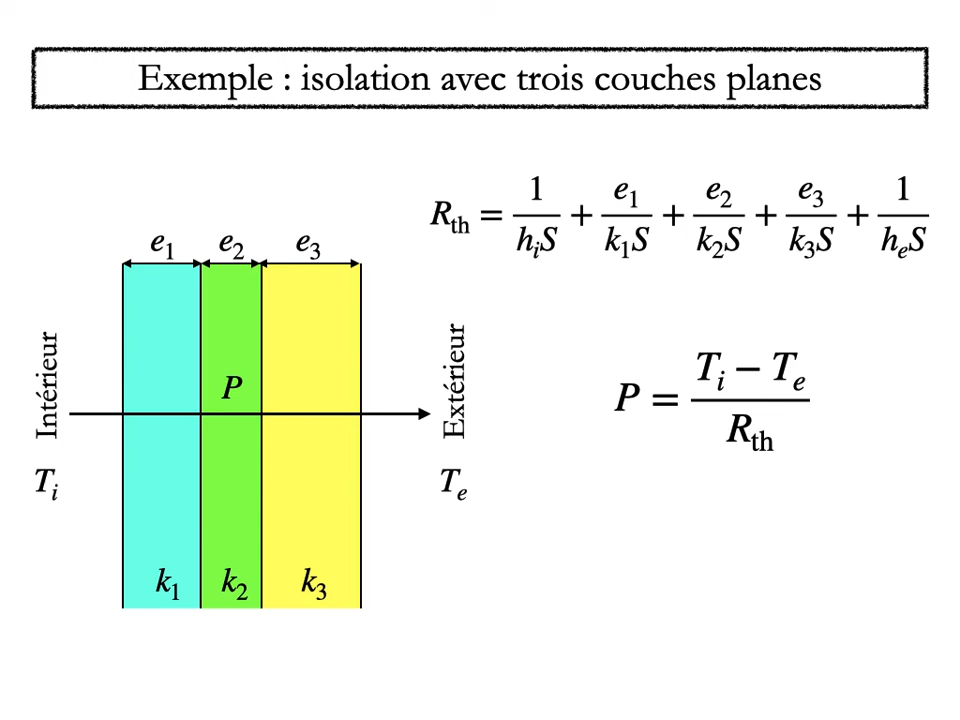 Exemple : isolation avec trois couches planes
R_th = 1/(h_i S) + e_1/(k_1 S) + e_2/(k_2 S) + e_3/(k_3 S) + 1/(h_e S)
e_1 e_2 e_3
Intérieur
P
Extérieur
P = (T_i − T_e)/R_th
T_i
T_e
k_1 k_2 k_3